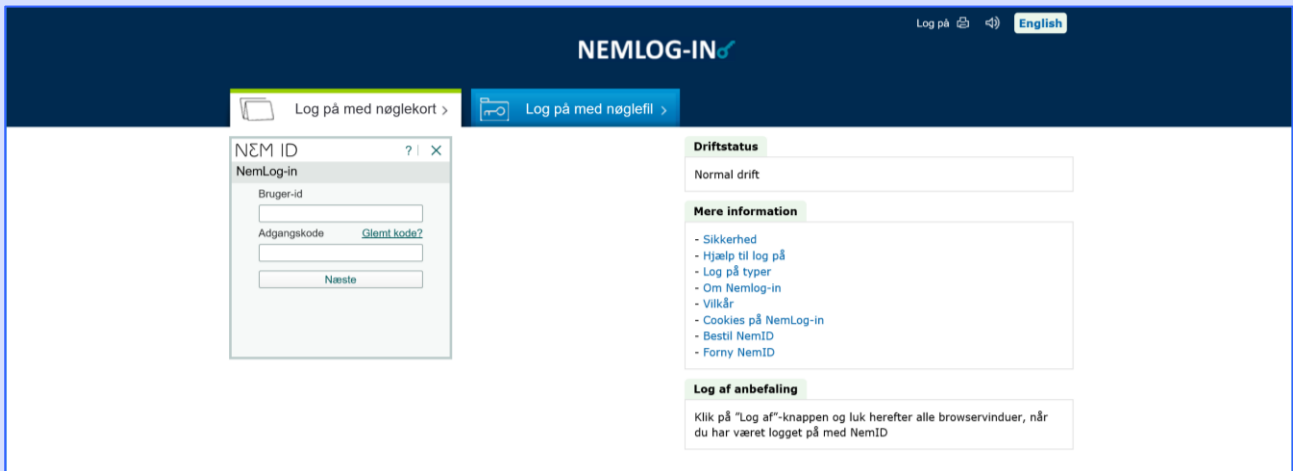 Log på
English
NEMLOG-IN
Log på med nøglekort >
Log på med nøglefil >
NEM ID
? | X
NemLog-in
Bruger-id
Adgangskode Glemt kode?
Næste
Driftstatus
Normal drift
Mere information
- Sikkerhed
- Hjælp til log på
- Log på typer
- Om Nemlog-in
- Vilkår
- Cookies på NemLog-in
- Bestil NemID
- Forny NemID
Log af anbefaling
Klik på "Log af"-knappen og luk herefter alle browservinduer, når
du har været logget på med NemID